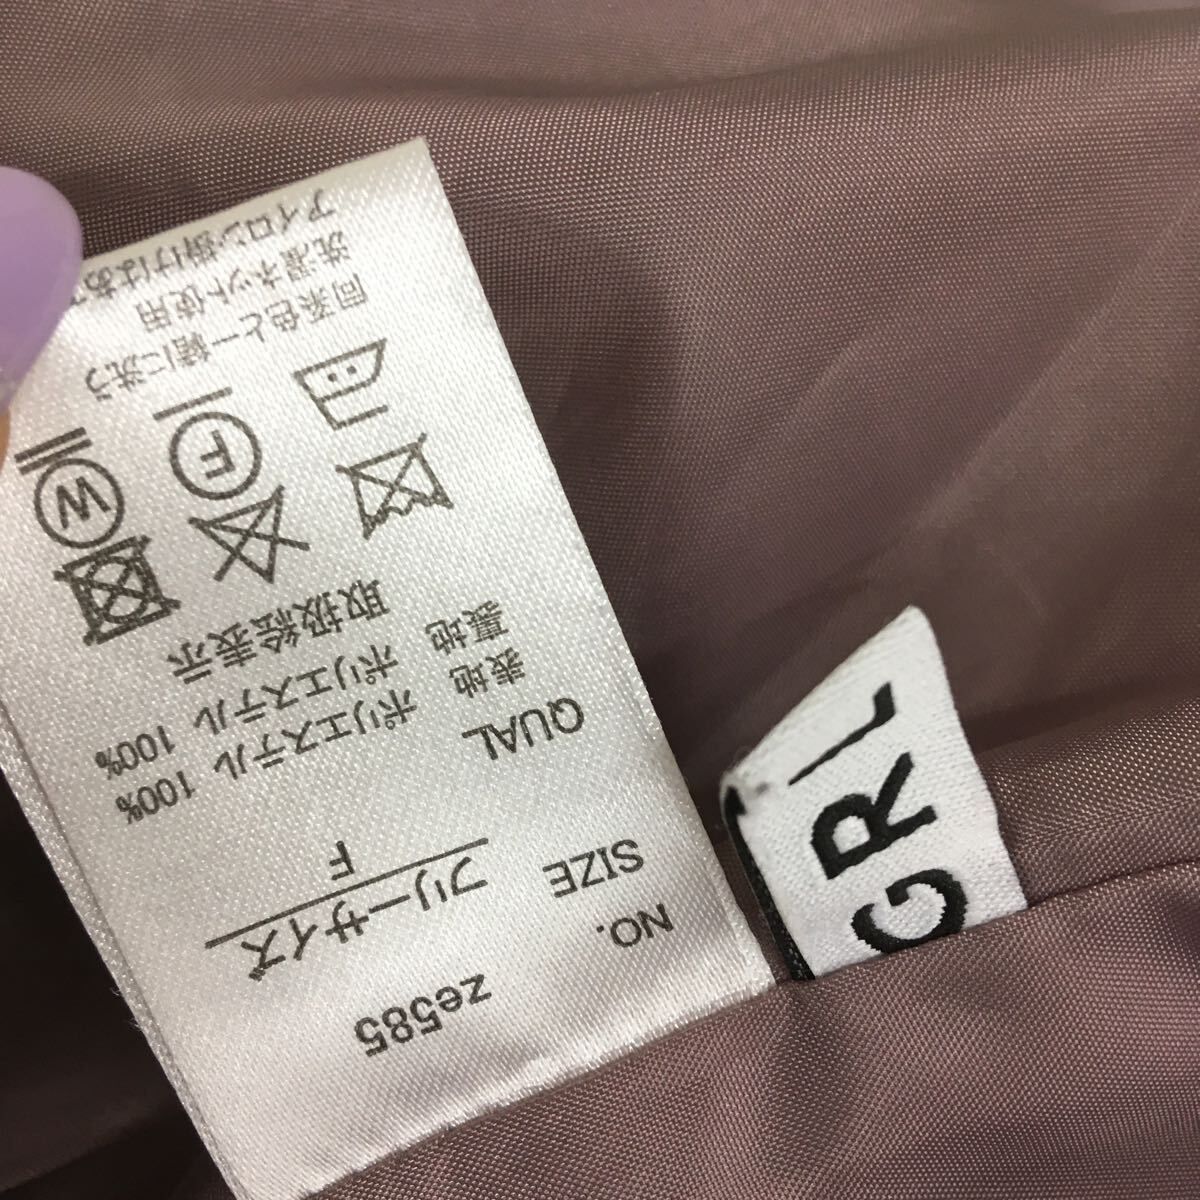 NO. ze585
SIZE フリーサイズ
F
QUAL
表地 ポリエステル 100%
裏地 ポリエステル 100%
取扱絵表示
F
W
同系色と一緒に洗う
洗濯ネット使用
アイロン掛けはあ
GRL